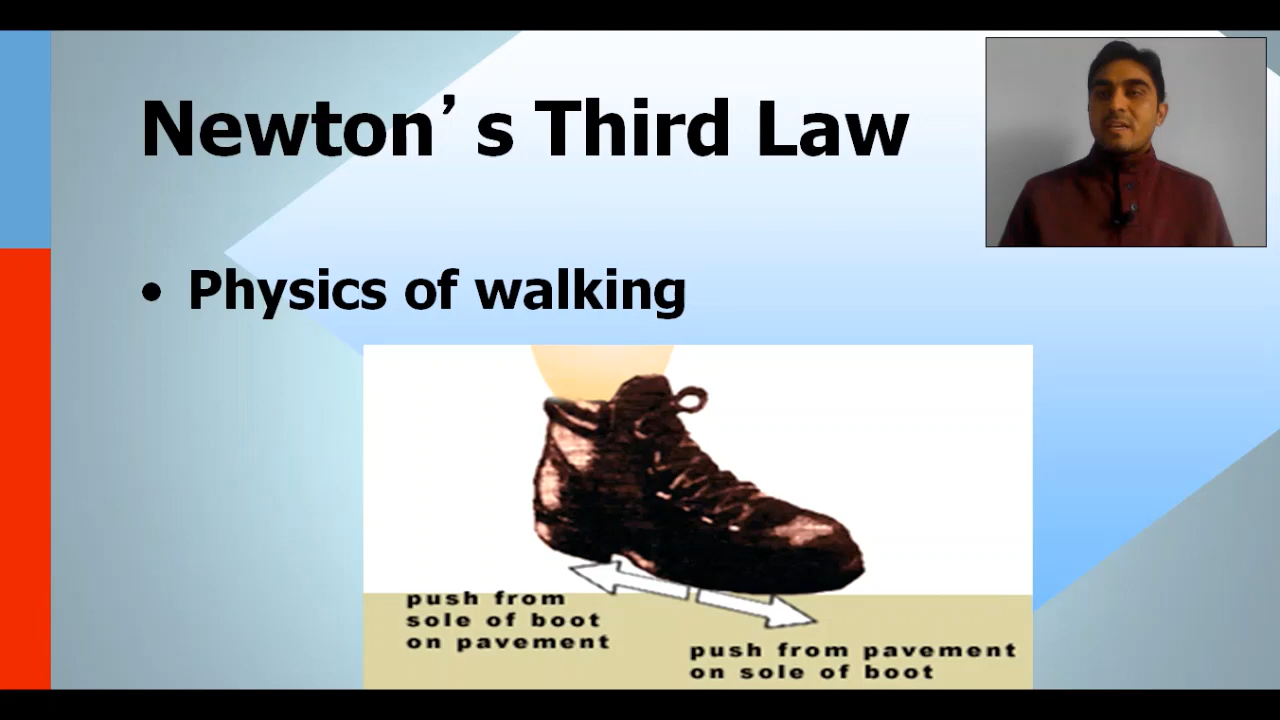 Newton’s Third Law
• Physics of walking
push from
sole of boot
on pavement
push from pavement
on sole of boot